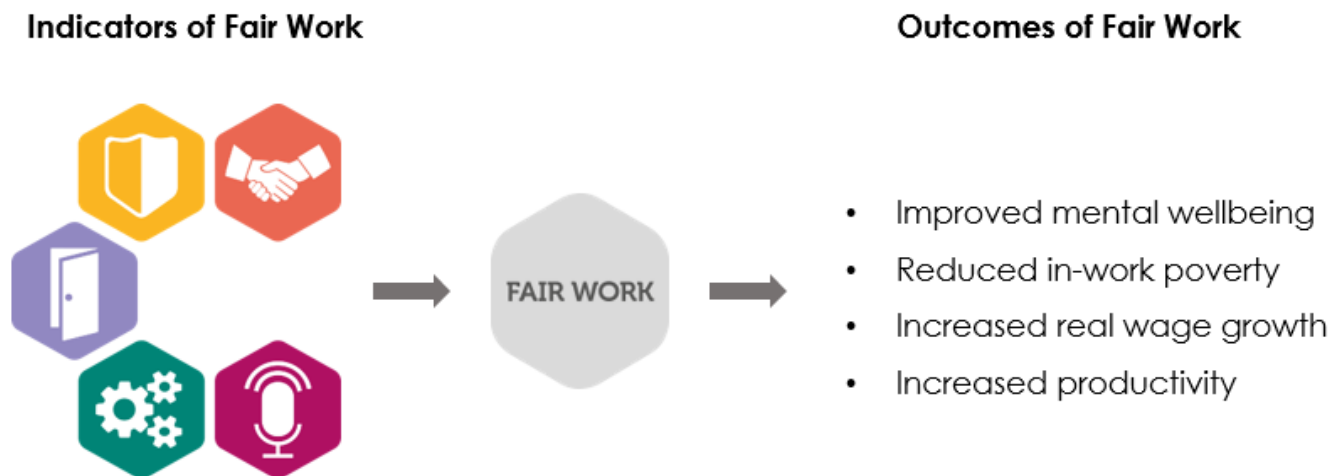 Indicators of Fair Work
Outcomes of Fair Work
FAIR WORK
• Improved mental wellbeing
• Reduced in-work poverty
• Increased real wage growth
• Increased productivity